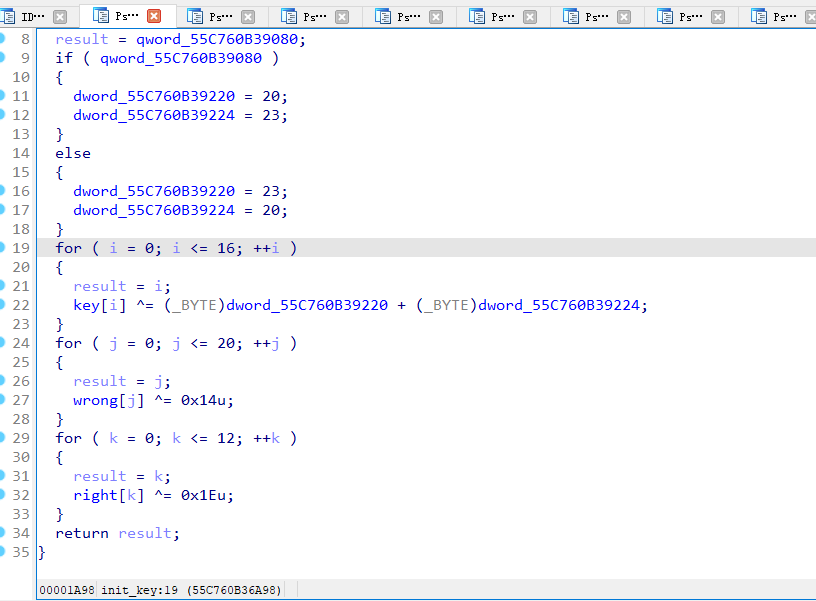 ID··· Ps··· Ps··· Ps··· Ps··· Ps··· Ps··· Ps··· Ps···
8 result = qword_55C760B39080;
9 if ( qword_55C760B39080 )
10 {
11 dword_55C760B39220 = 20;
12 dword_55C760B39224 = 23;
13 }
14 else
15 {
16 dword_55C760B39220 = 23;
17 dword_55C760B39224 = 20;
18 }
19 for ( i = 0; i <= 16; ++i )
20 {
21 result = i;
22 key[i] ^= (_BYTE)dword_55C760B39220 + (_BYTE)dword_55C760B39224;
23 }
24 for ( j = 0; j <= 20; ++j )
25 {
26 result = j;
27 wrong[j] ^= 0x14u;
28 }
29 for ( k = 0; k <= 12; ++k )
30 {
31 result = k;
32 right[k] ^= 0x1Eu;
33 }
34 return result;
35 }
00001A98 init_key:19 (55C760B36A98)